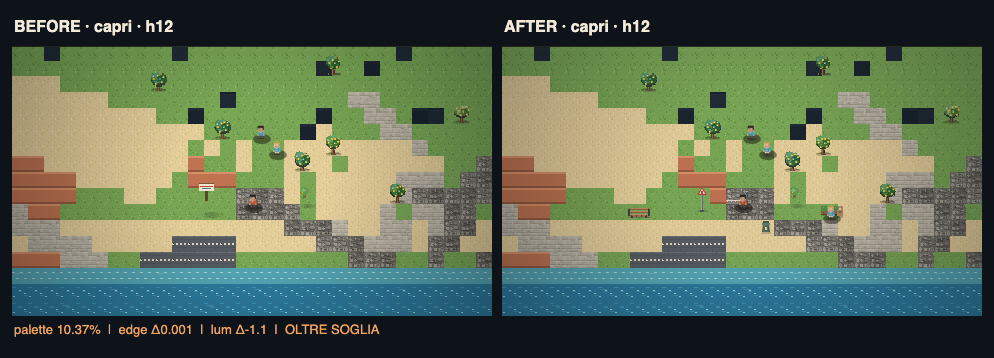 BEFORE · capri · h12
AFTER · capri · h12
palette 10.37% | edge Δ0.001 | lum Δ-1.1 | OLTRE SOGLIA